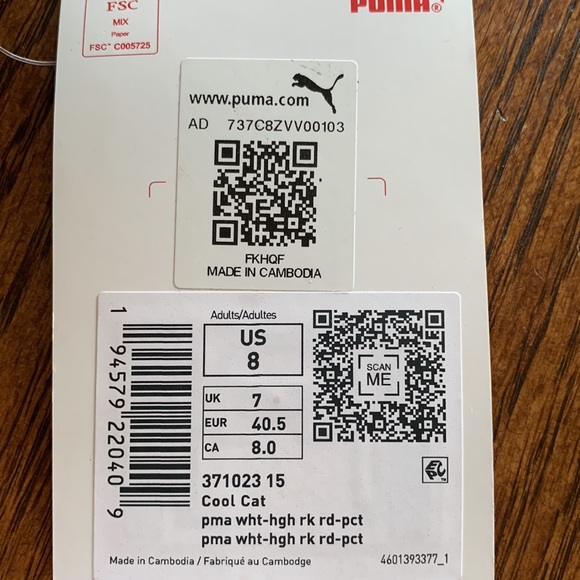 FSC
MIX
Paper
FSC™ C005725
PUMA®
www.puma.com
AD 737C8ZVV00103
FKHQF
MADE IN CAMBODIA
Adults/Adultes
US
8
UK 7
EUR 40.5
CA 8.0
SCAN
ME
1 94579 22040 9
371023 15
Cool Cat
pma wht-hgh rk rd-pct
pma wht-hgh rk rd-pct
Made in Cambodia / Fabriqué au Cambodge
4601393377_1